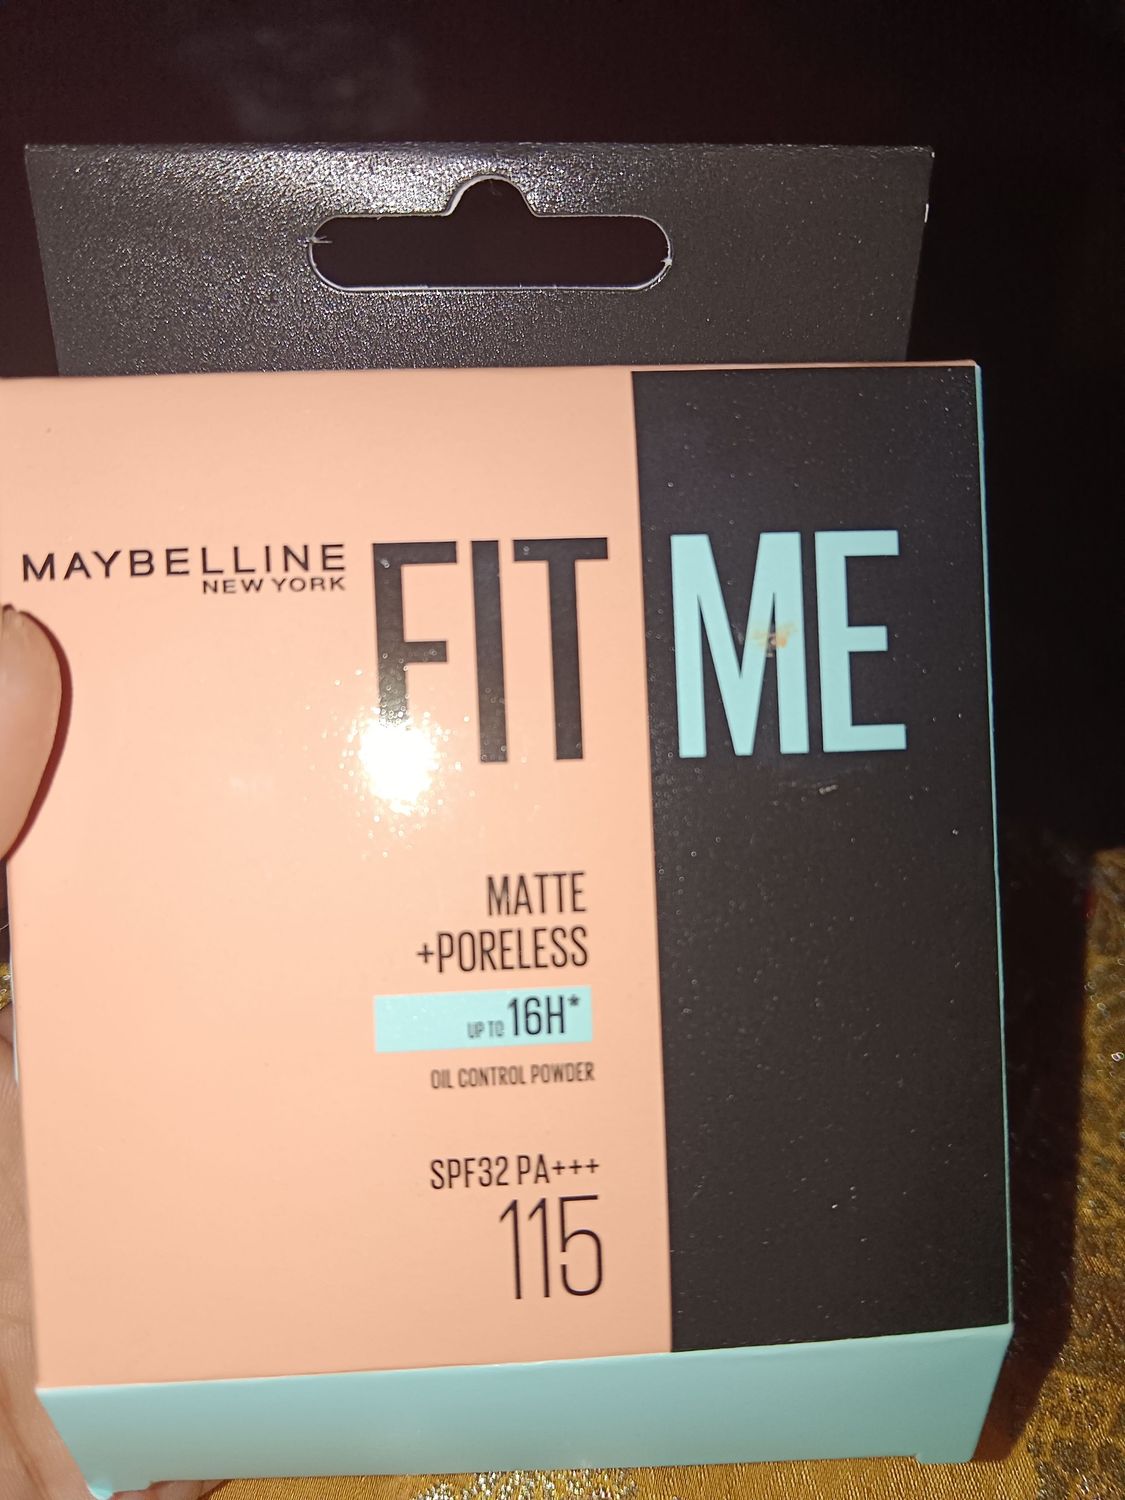 MAYBELLINE
NEW YORK
FIT ME
MATTE
+PORELESS
UP TO 16H*
OIL CONTROL POWDER
SPF32 PA+++
115